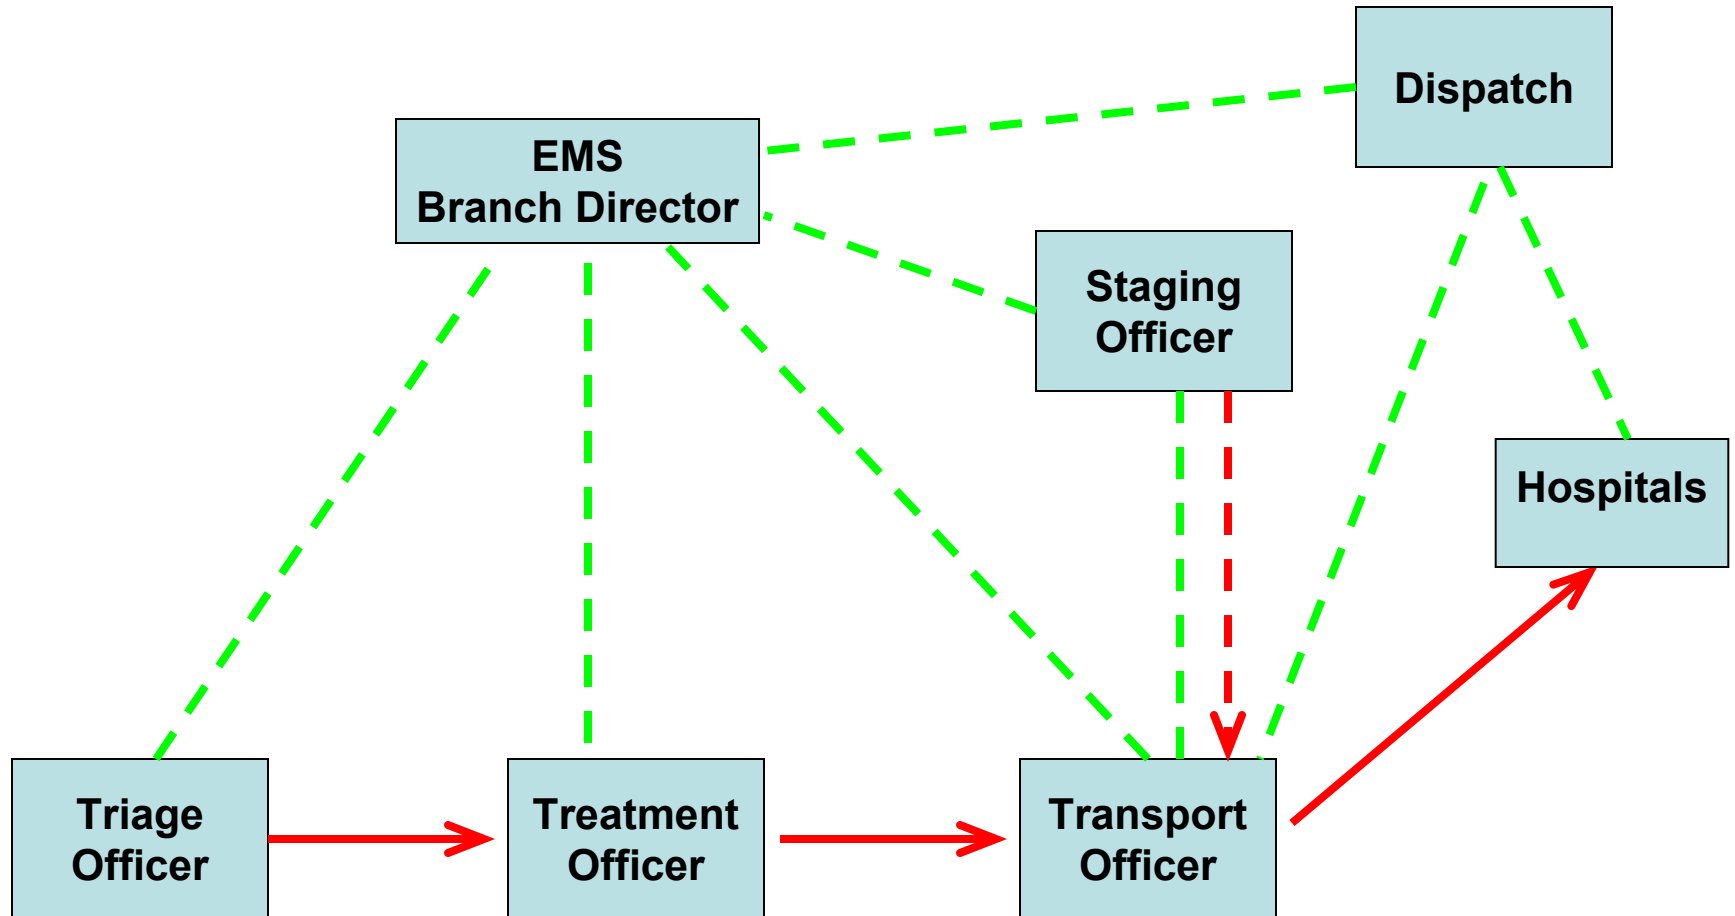 Dispatch
EMS
Branch Director
Staging
Officer
Hospitals
Triage
Officer
Treatment
Officer
Transport
Officer